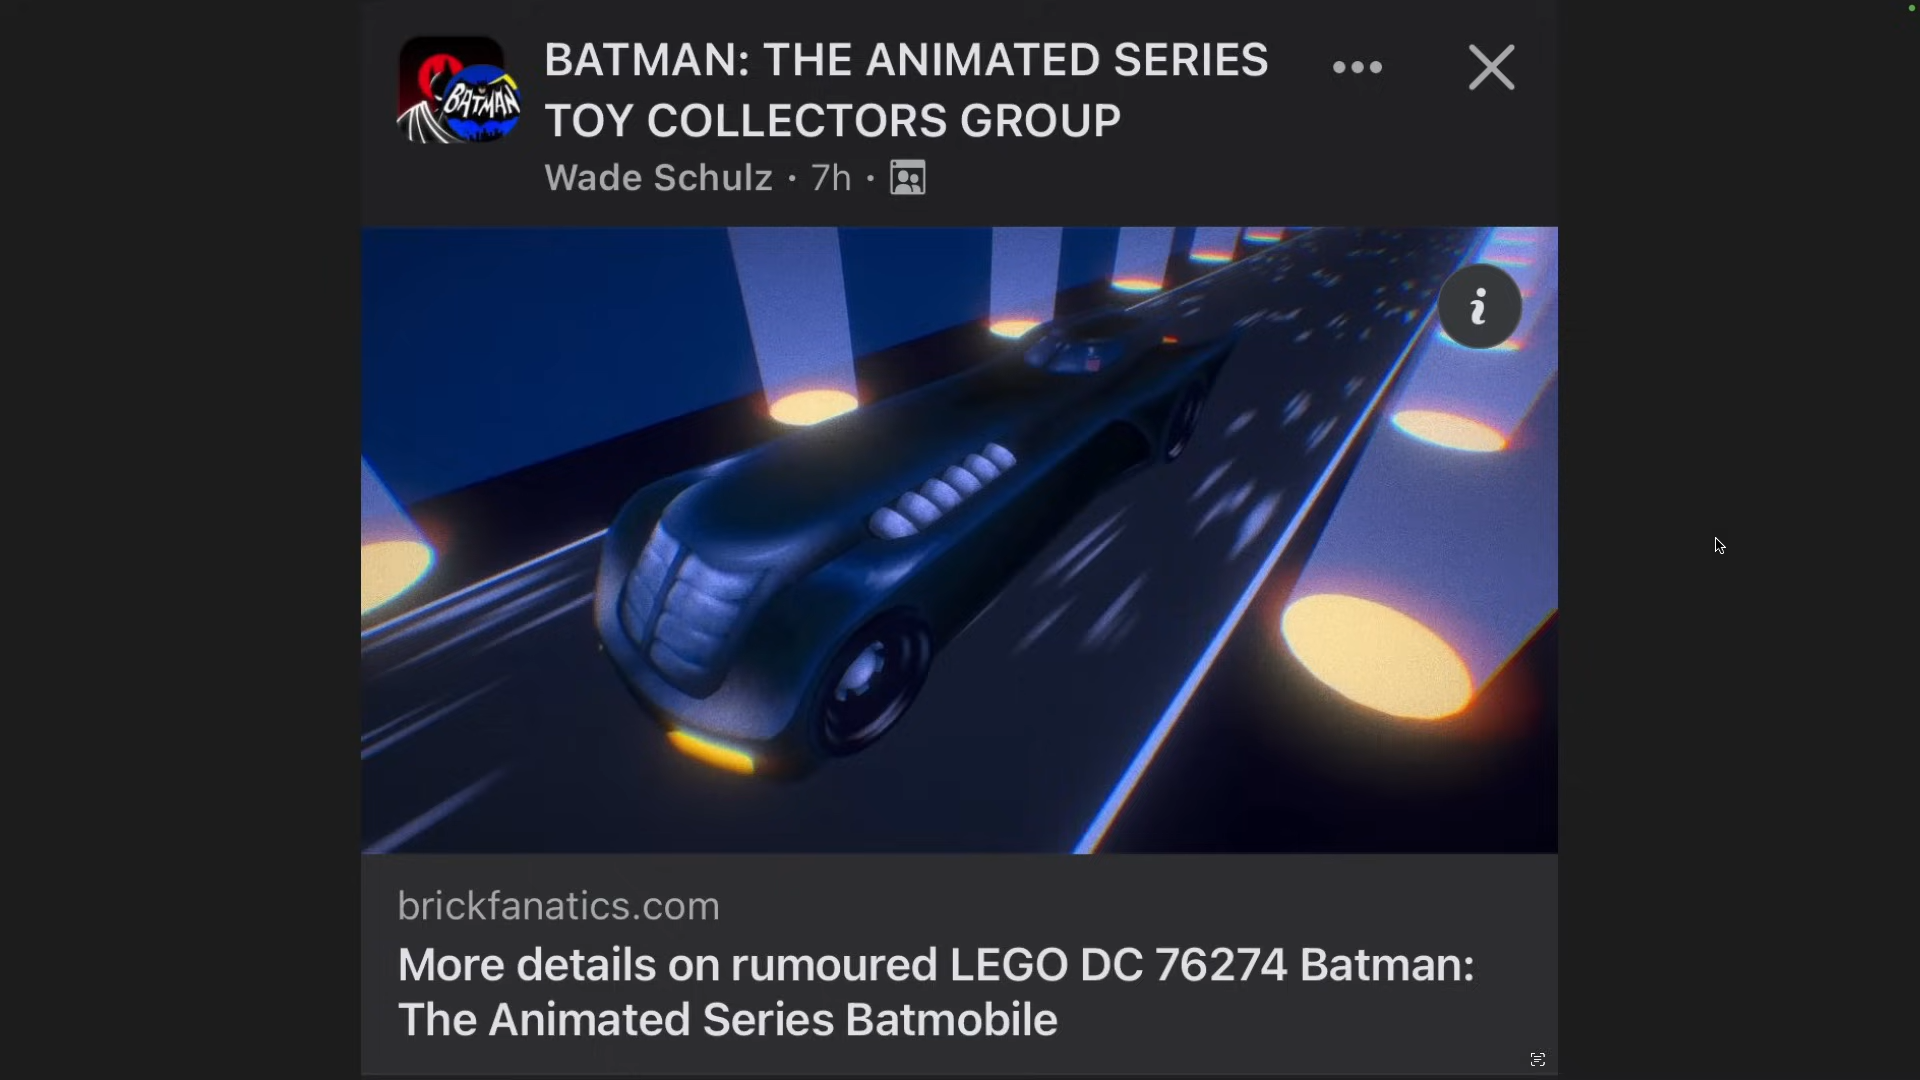 BATMAN: THE ANIMATED SERIES
TOY COLLECTORS GROUP
BATMAN
Wade Schulz · 7h ·
i
brickfanatics.com
More details on rumoured LEGO DC 76274 Batman:
The Animated Series Batmobile